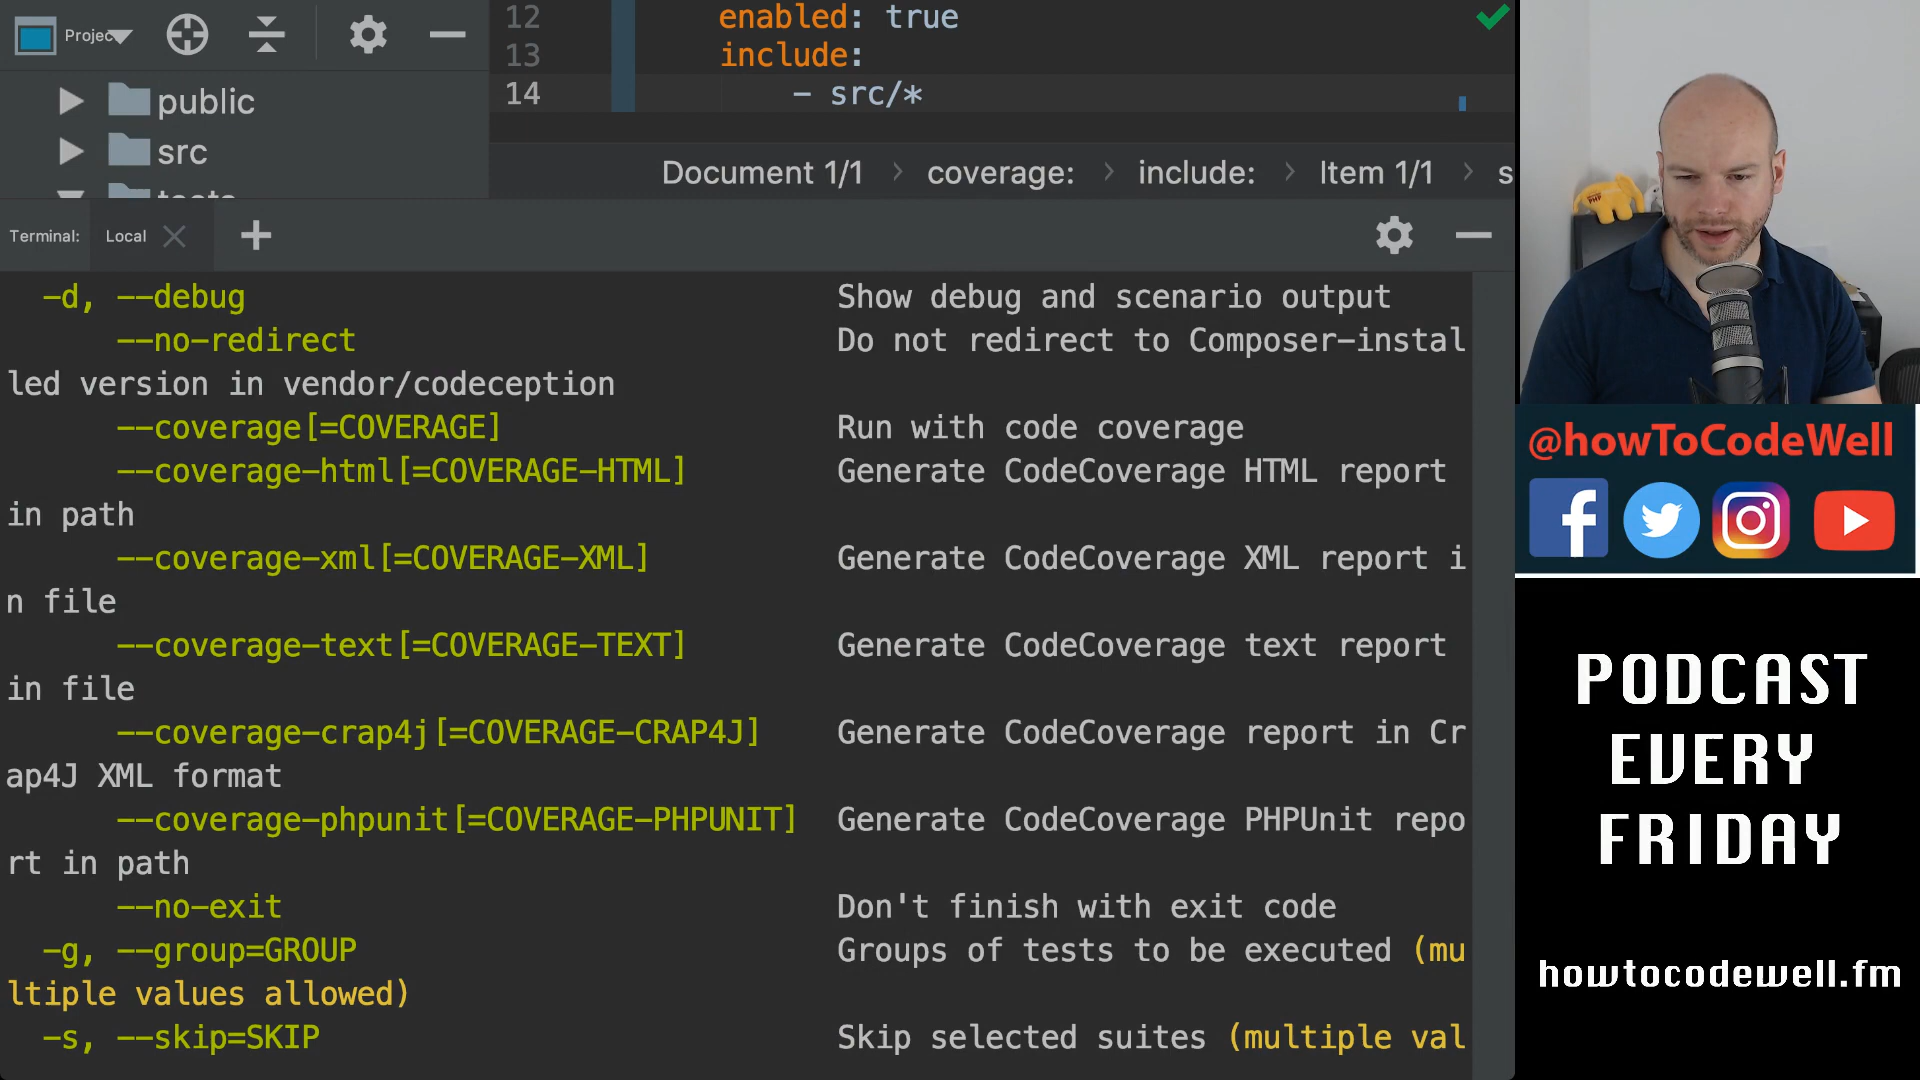 Projec
12 enabled: true
13 include:
14 - src/*
public
src
tests
Document 1/1 › coverage: › include: › Item 1/1 › s
Terminal: Local
-d, --debug Show debug and scenario output
--no-redirect Do not redirect to Composer-instal
led version in vendor/codeception
--coverage[=COVERAGE] Run with code coverage
--coverage-html[=COVERAGE-HTML] Generate CodeCoverage HTML report
in path
--coverage-xml[=COVERAGE-XML] Generate CodeCoverage XML report i
n file
--coverage-text[=COVERAGE-TEXT] Generate CodeCoverage text report
in file
--coverage-crap4j[=COVERAGE-CRAP4J] Generate CodeCoverage report in Cr
ap4J XML format
--coverage-phpunit[=COVERAGE-PHPUNIT] Generate CodeCoverage PHPUnit repo
rt in path
--no-exit Don't finish with exit code
-g, --group=GROUP Groups of tests to be executed (mu
ltiple values allowed)
-s, --skip=SKIP Skip selected suites (multiple val
PHP
@howToCodeWell
PODCAST
EVERY
FRIDAY
howtocodewell.fm